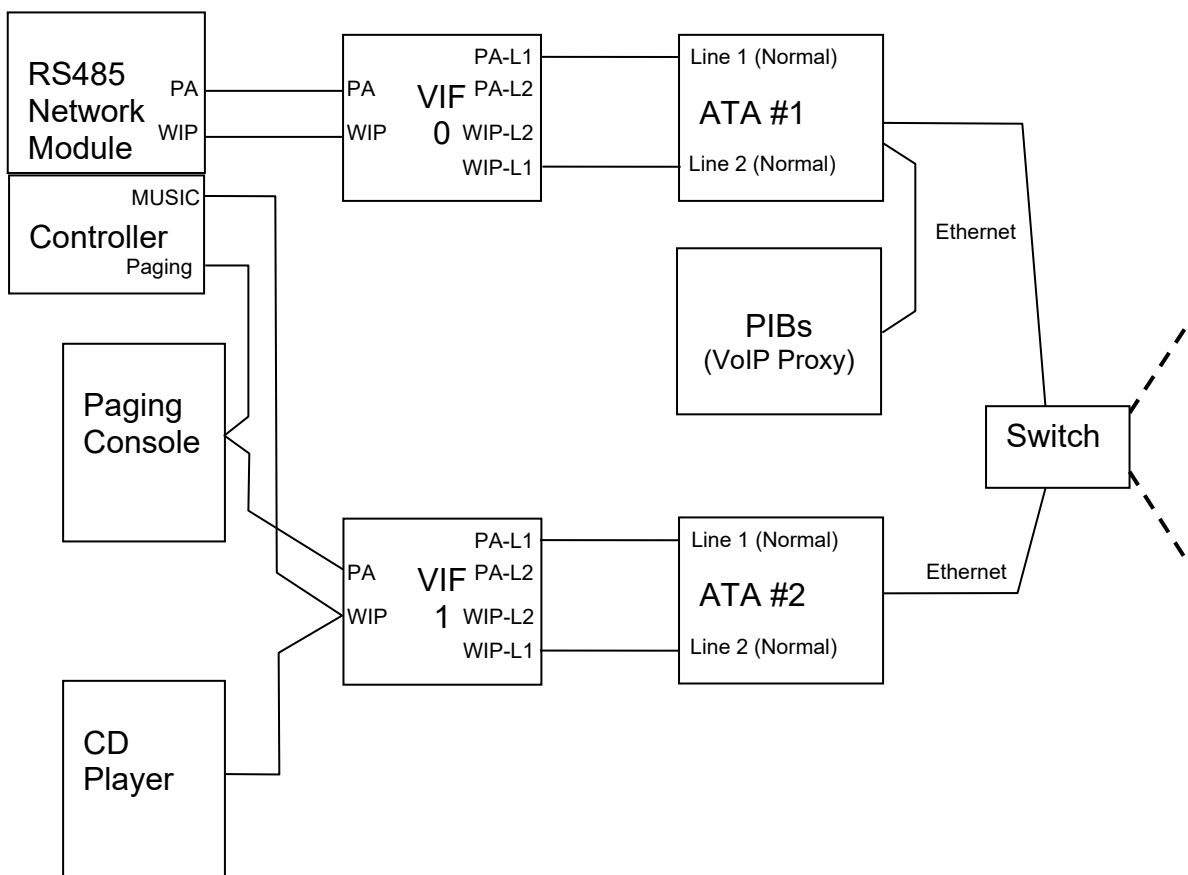 RS485
Network
Module
PA
WIP
MUSIC
Controller
Paging
PA
WIP
VIF
0
PA-L1
PA-L2
WIP-L2
WIP-L1
Line 1 (Normal)
ATA #1
Line 2 (Normal)
Ethernet
PIBs
(VoIP Proxy)
Switch
Paging
Console
PA
WIP
VIF
1
PA-L1
PA-L2
WIP-L2
WIP-L1
Line 1 (Normal)
ATA #2
Line 2 (Normal)
Ethernet
CD
Player